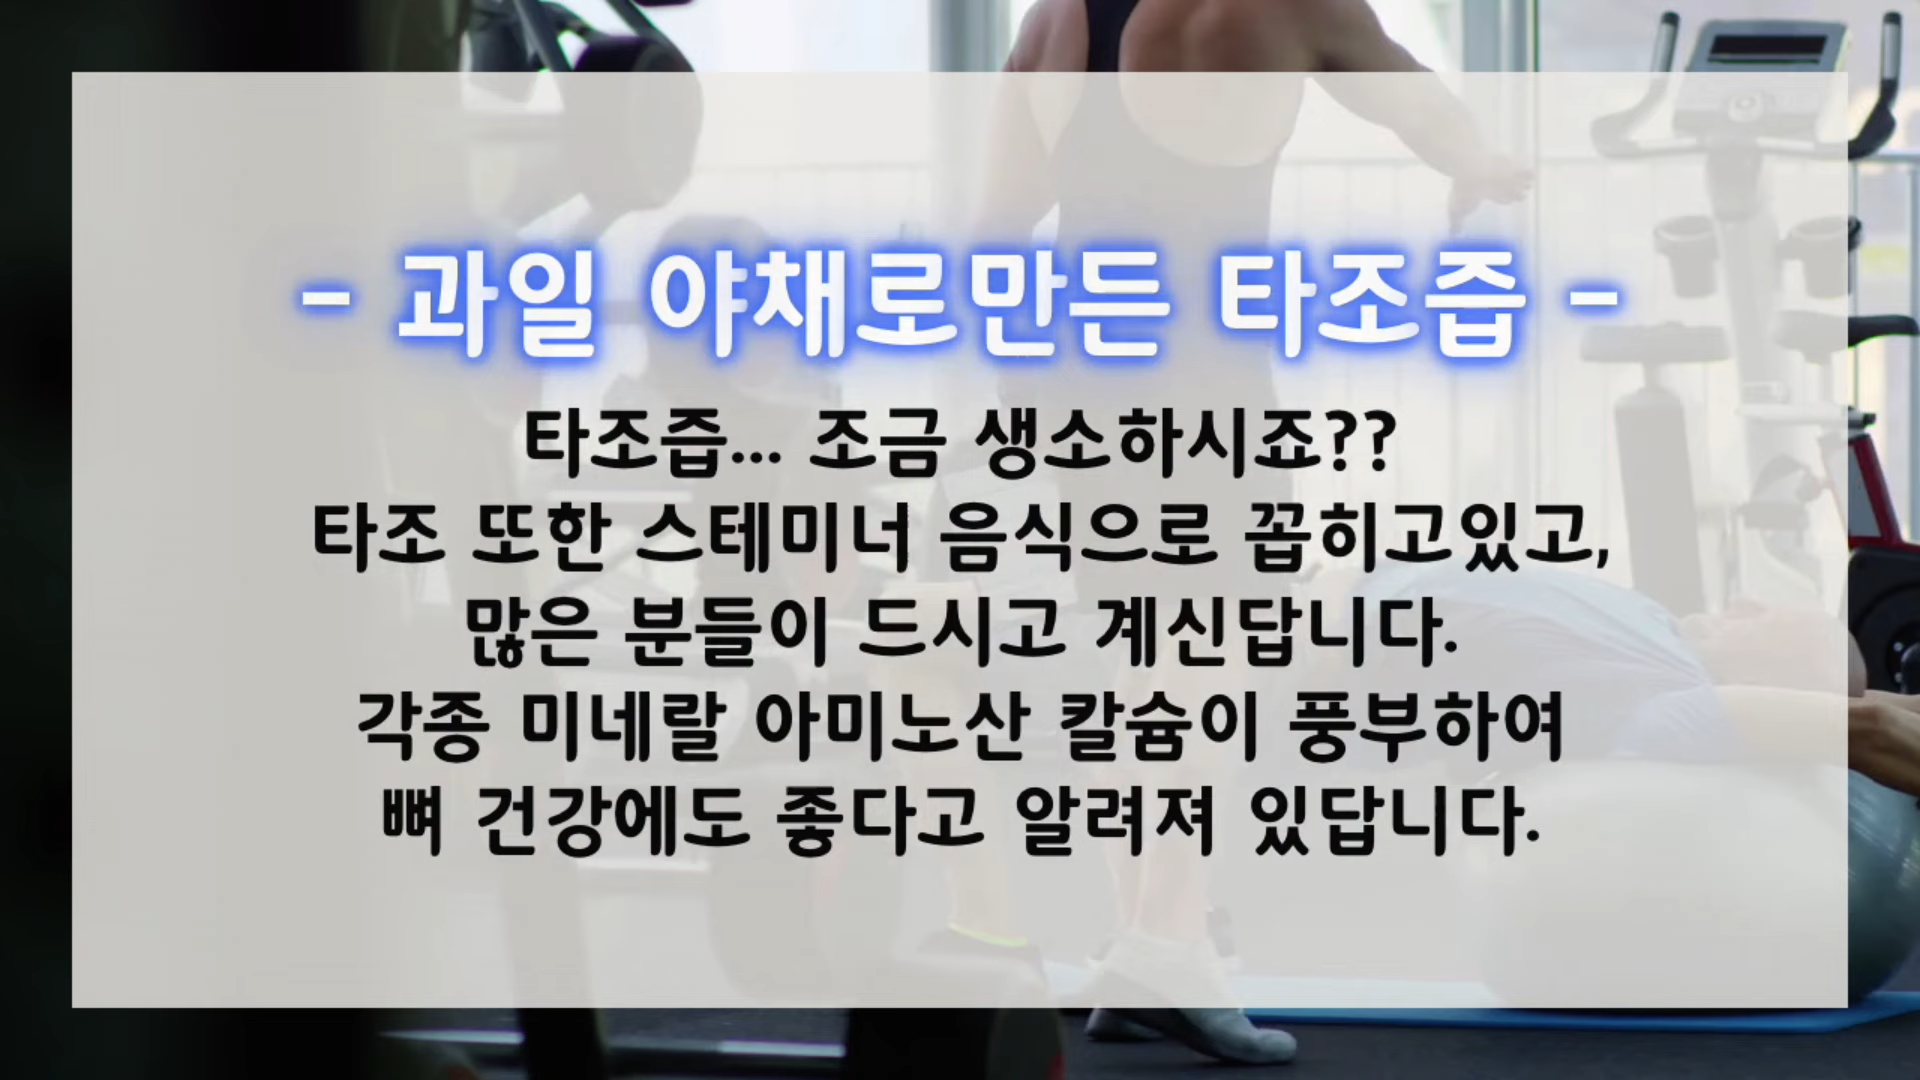 - 과일 야채로만든 타조즙 -
타조즙... 조금 생소하시죠??
타조 또한 스테미너 음식으로 꼽히고있고,
많은 분들이 드시고 계신답니다.
각종 미네랄 아미노산 칼슘이 풍부하여
뼈 건강에도 좋다고 알려져 있답니다.